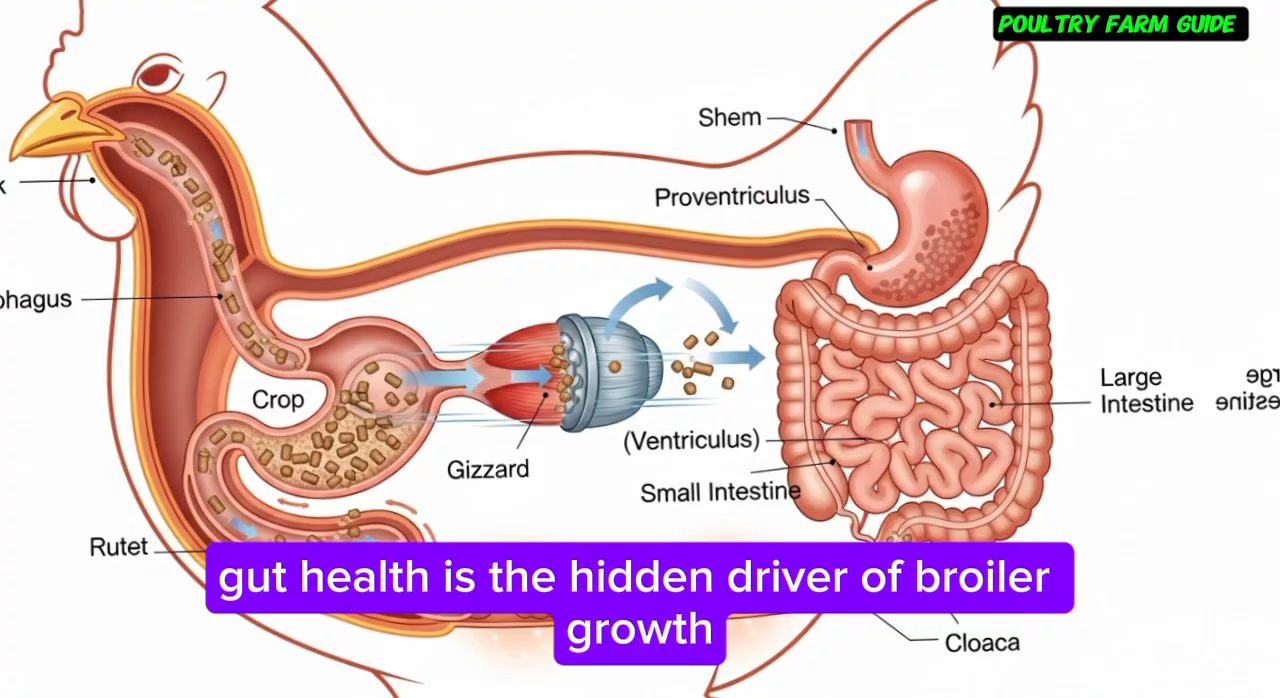 POULTRY FARM GUIDE
Shem
Proventriculus
k
phagus
Crop
Large
Intestine
Gizzard
(Ventriculus)
Small Intestine
Rutet
gut health is the hidden driver of broiler
growth
Cloaca